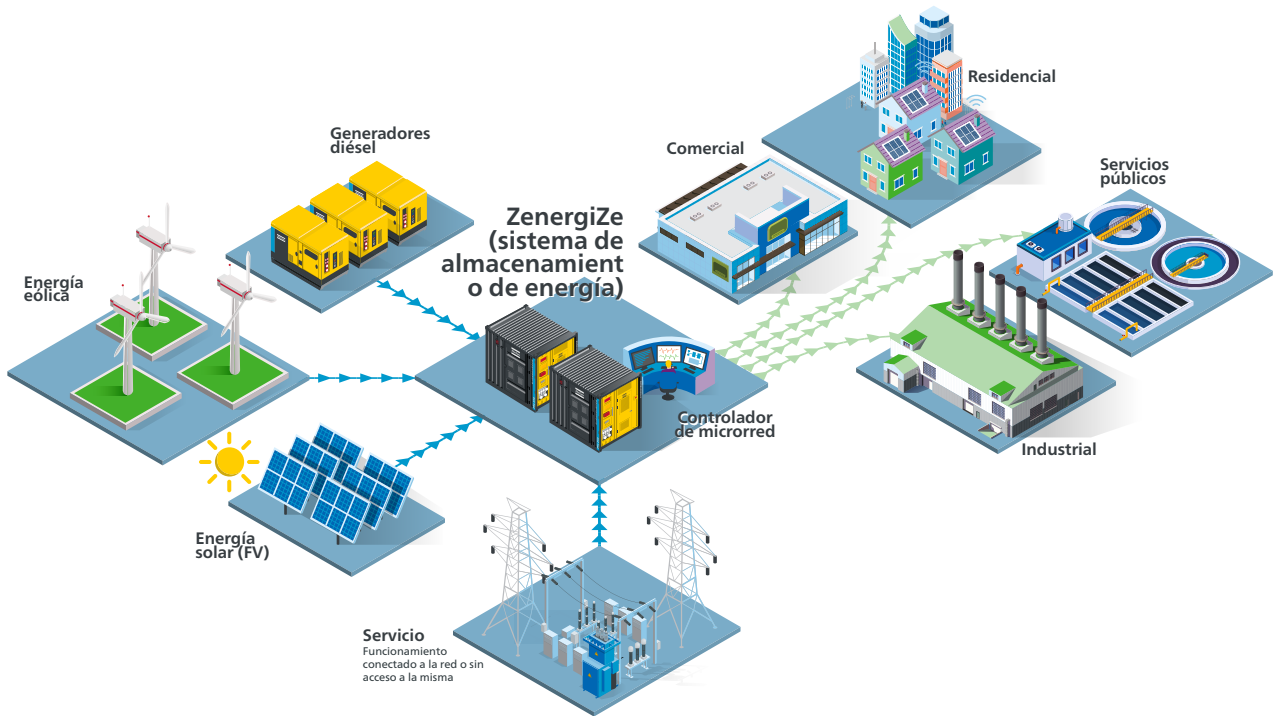 Residencial
Generadores
diésel
Comercial
Servicios
públicos
ZenergiZe
(sistema de
almacenamient
o de energía)
Energía
eólica
Controlador
de microrred
Industrial
Energía
solar (FV)
Servicio
Funcionamiento
conectado a la red o sin
acceso a la misma